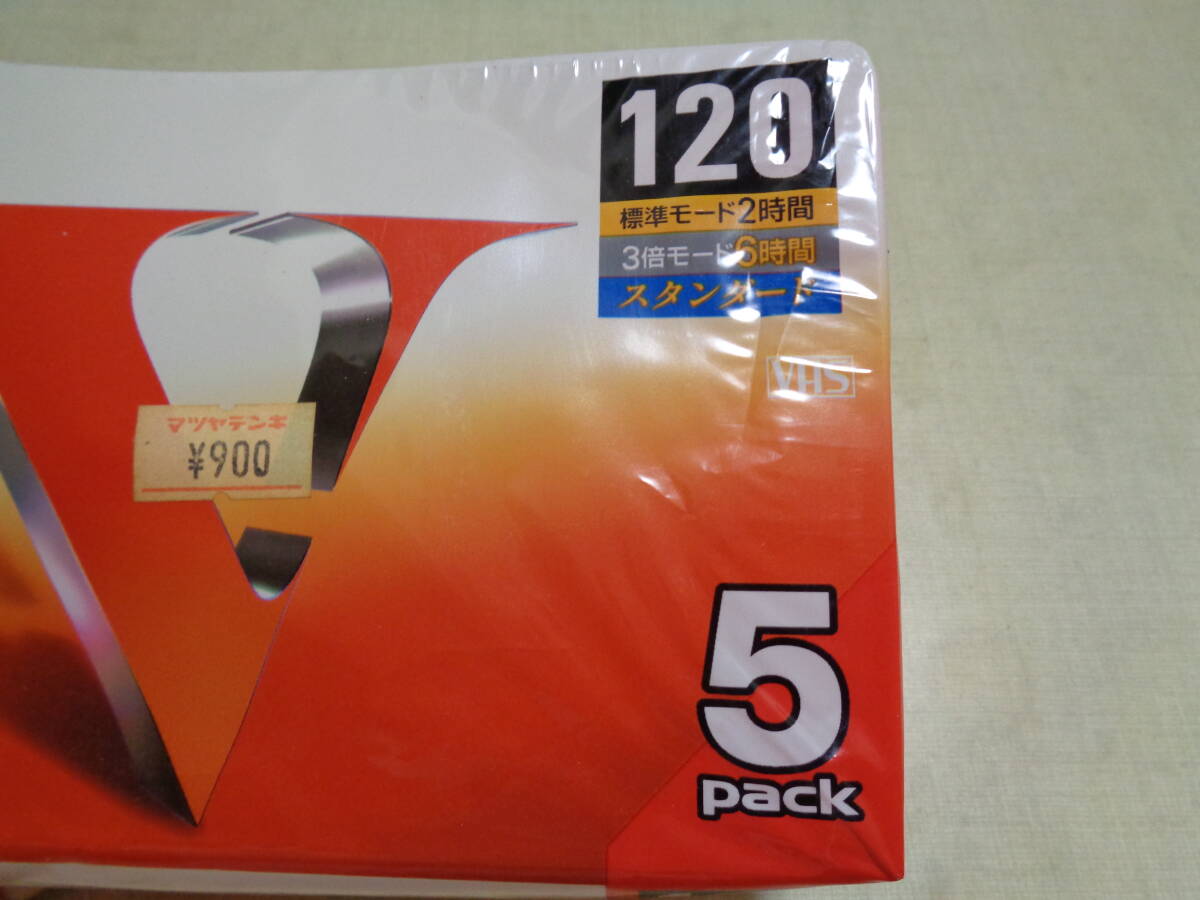 120
標準モード2時間
3倍モード6時間
スタンダード
VHS
マツヤデンキ
¥900
5
pack